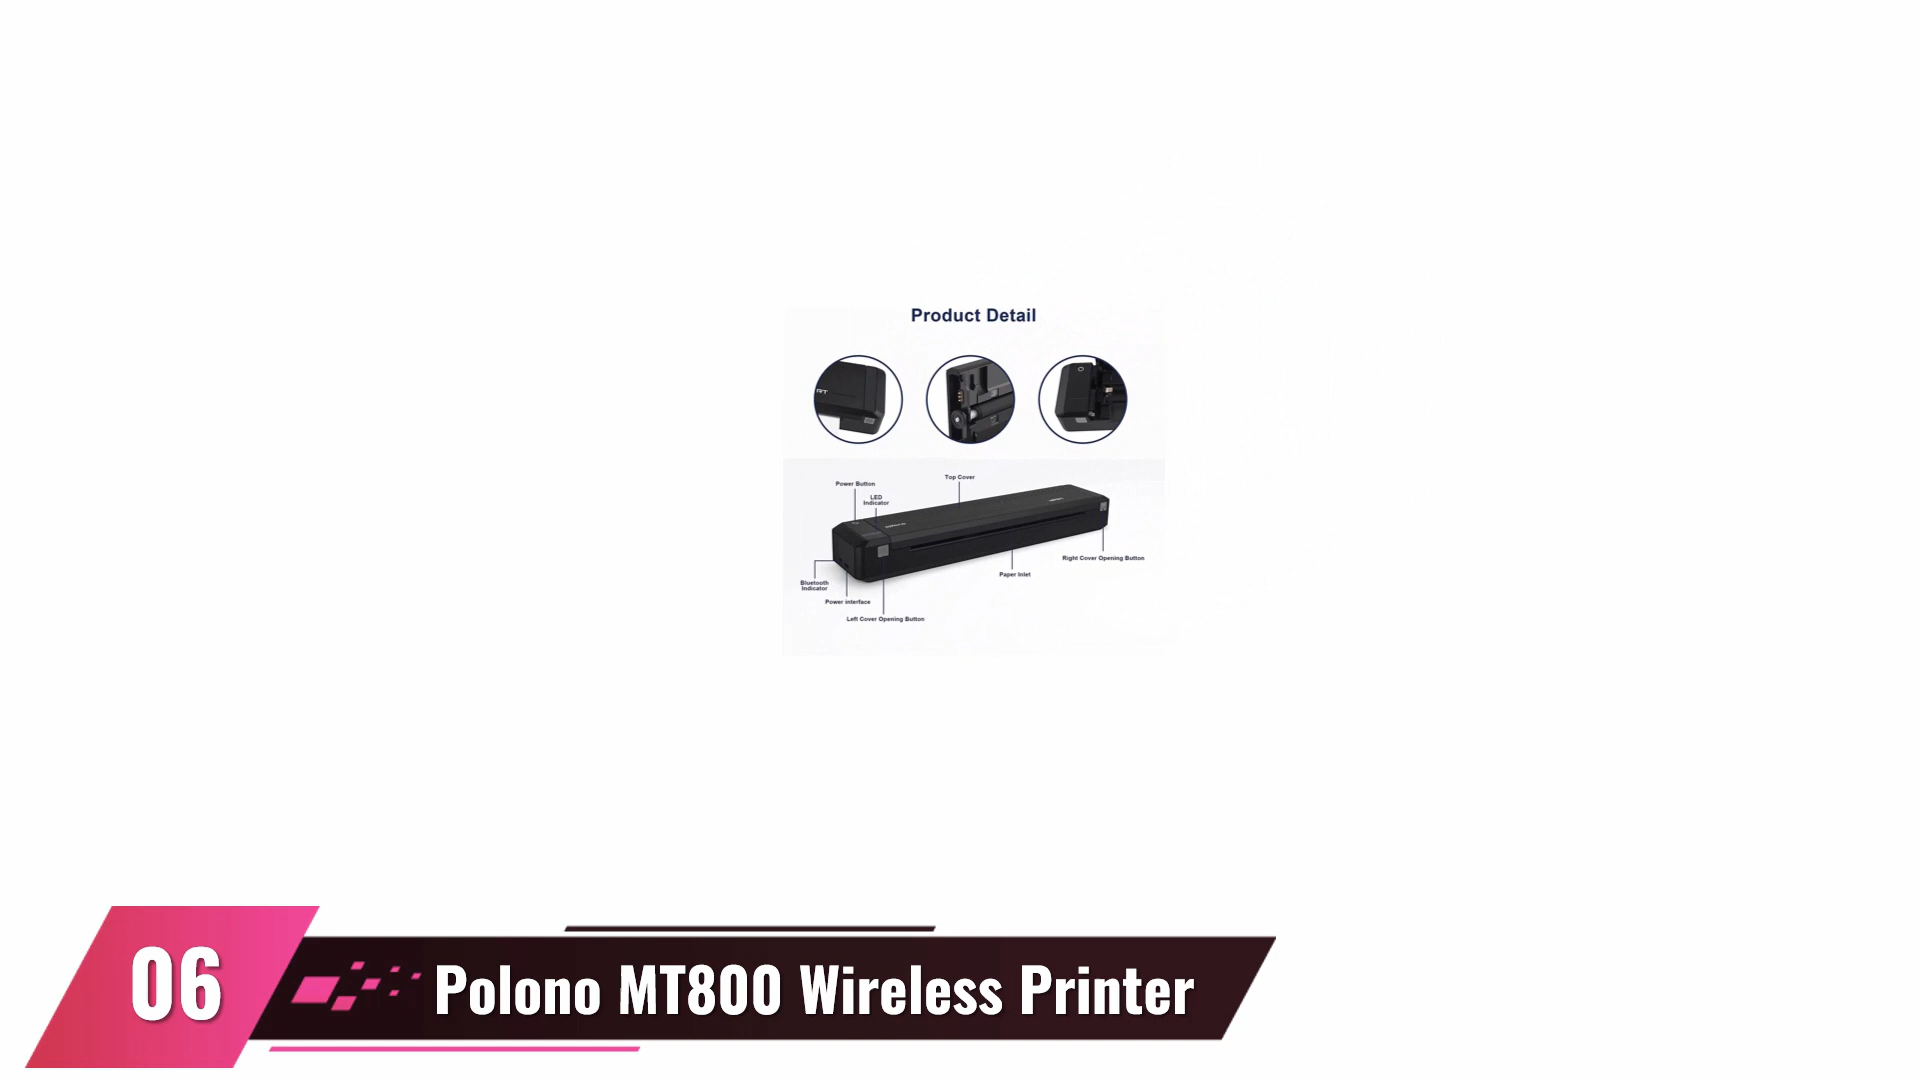 Product Detail
Top Cover
Power Button
LED
Indicator
Right Cover Opening Button
Paper Inlet
Bluetooth
Indicator
Power interface
Left Cover Opening Button
06
Polono MT800 Wireless Printer